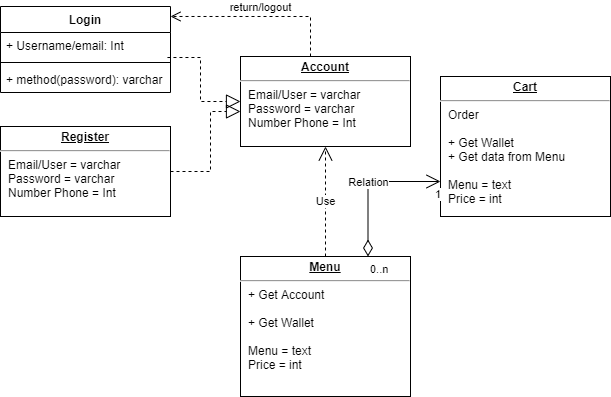 return/logout
Login
+ Username/email: Int
+ method(password): varchar
Account
Email/User = varchar
Password = varchar
Number Phone = Int
Cart
Order
+ Get Wallet
+ Get data from Menu
Menu = text
Price = int
Register
Email/User = varchar
Password = varchar
Number Phone = Int
Relation
1
Use
Menu
0..n
+ Get Account
+ Get Wallet
Menu = text
Price = int